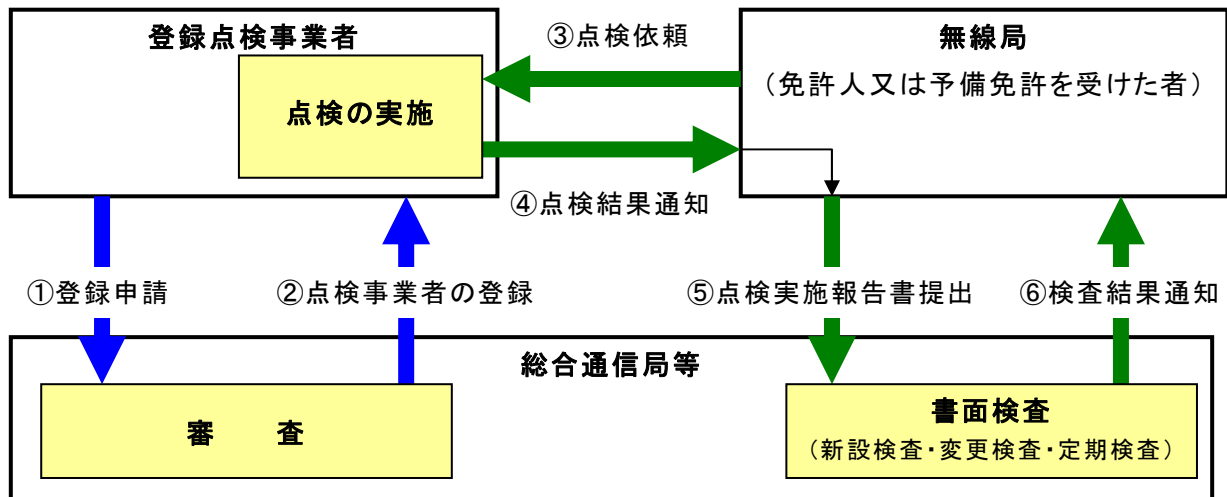 登録点検事業者
点検の実施
③点検依頼
無線局
（免許人又は予備免許を受けた者）
④点検結果通知
①登録申請
②点検事業者の登録
⑤点検実施報告書提出
⑥検査結果通知
総合通信局等
審　査
書面検査
（新設検査・変更検査・定期検査）